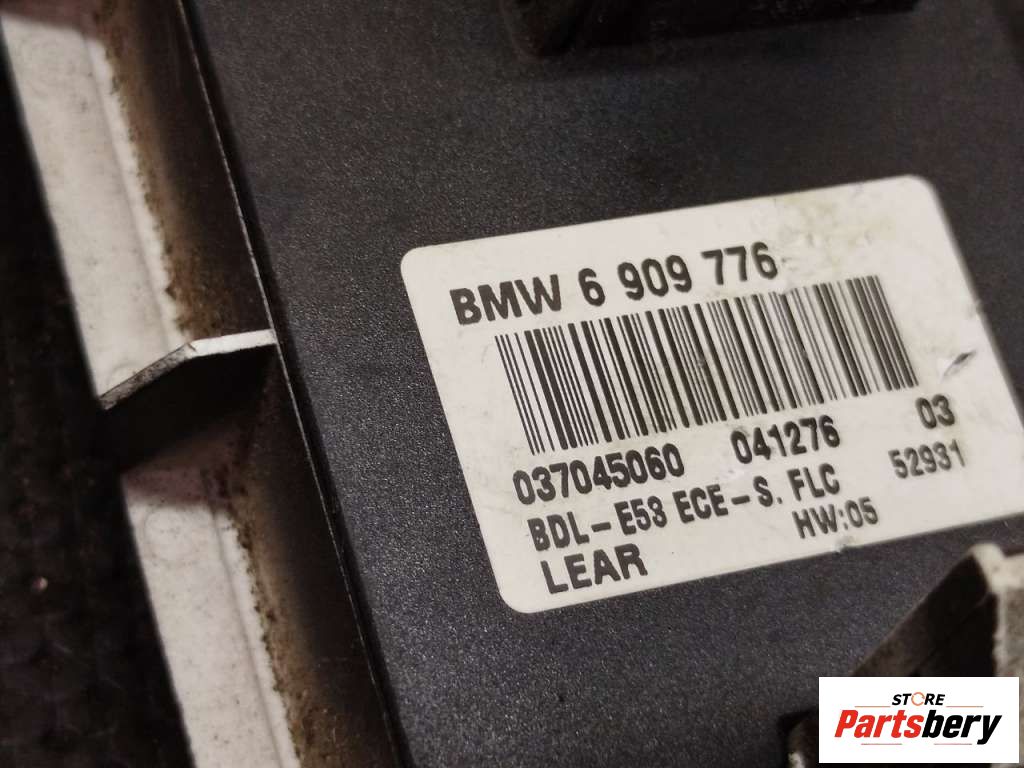 BMW 6 909 776
037045060 041276 03
BDL-E53 ECE-S. FLC 52931
LEAR HW:05
STORE
Partsbery